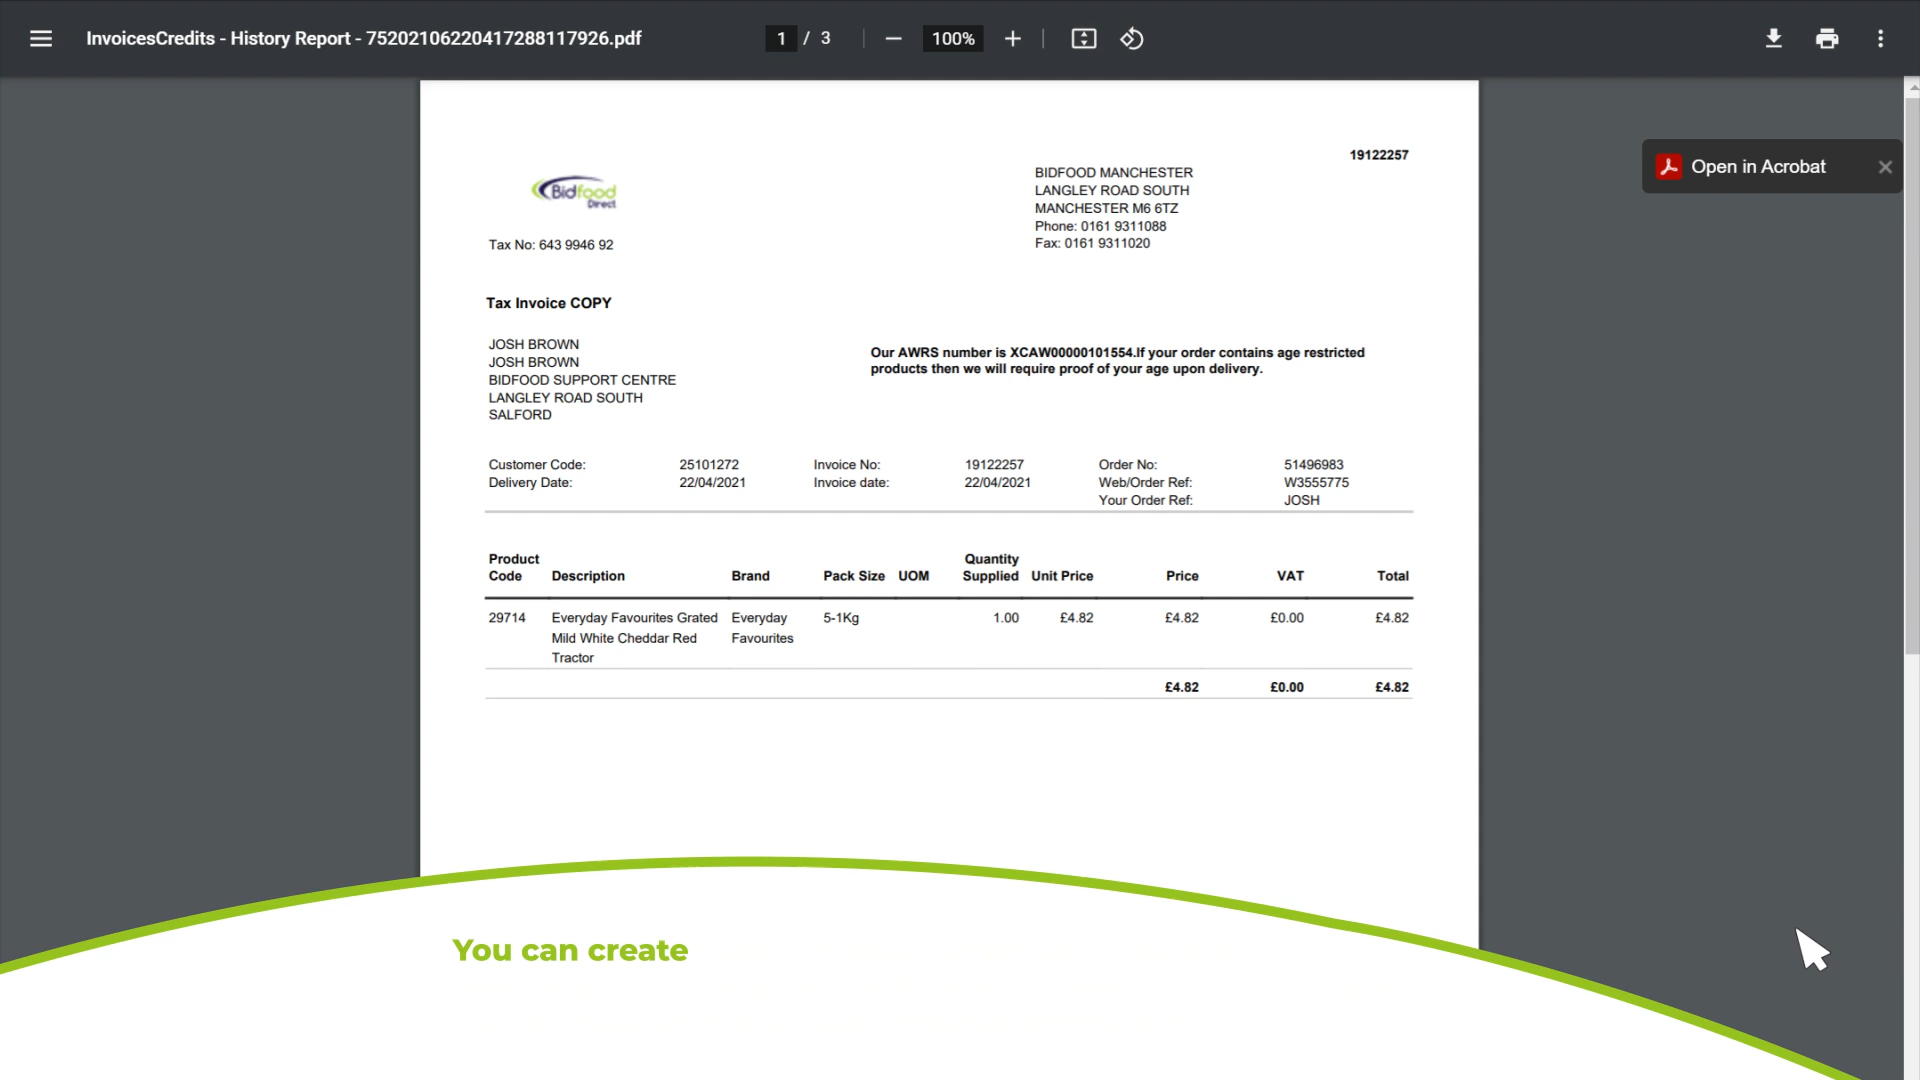 InvoicesCredits - History Report - 75202106220417288117926.pdf
1 / 3
100%
Open in Acrobat
19122257
Bidfood
Direct
BIDFOOD MANCHESTER
LANGLEY ROAD SOUTH
MANCHESTER M6 6TZ
Phone: 0161 9311088
Fax: 0161 9311020
Tax No: 643 9946 92
Tax Invoice COPY
JOSH BROWN
JOSH BROWN
BIDFOOD SUPPORT CENTRE
LANGLEY ROAD SOUTH
SALFORD
Our AWRS number is XCAW00000101554.If your order contains age restricted
products then we will require proof of your age upon delivery.
Customer Code: 25101272 Invoice No: 19122257 Order No: 51496983
Delivery Date: 22/04/2021 Invoice date: 22/04/2021 Web/Order Ref: W3555775
Your Order Ref: JOSH
Product Code Description Brand Pack Size UOM Quantity Supplied Unit Price Price VAT Total
29714 Everyday Favourites Grated Everyday 5-1Kg 1.00 £4.82 £4.82 £0.00 £4.82
Mild White Cheddar Red Favourites
Tractor
£4.82 £0.00 £4.82
You can create